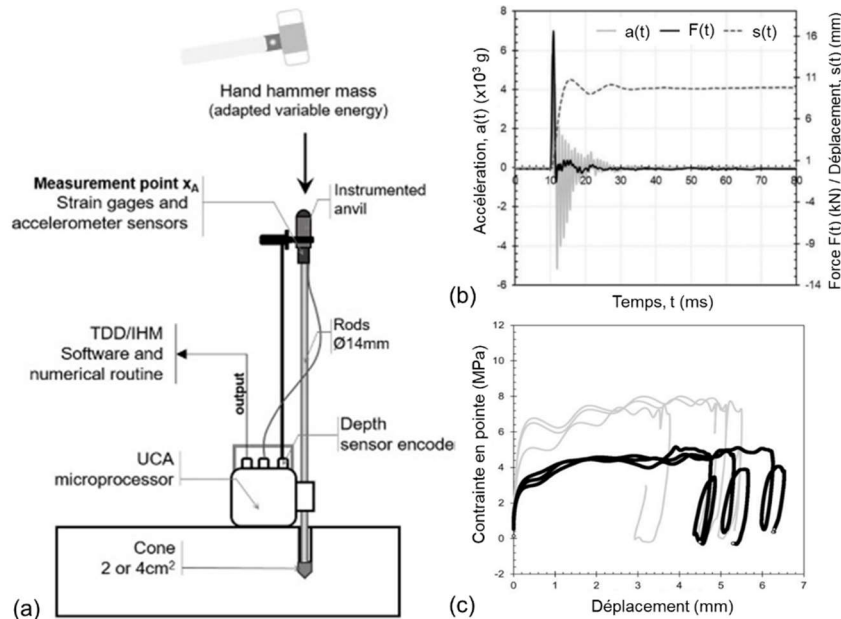 Hand hammer mass
(adapted variable energy)
Measurement point xA
Strain gages and
accelerometer sensors
Instrumented
anvil
TDD/IHM
Software and
numerical routine
Rods
Ø14mm
output
Depth
sensor encode
UCA
microprocessor
Cone
2 or 4cm²
(a)
a(t) F(t) s(t)
Accélération, a(t) (x10³ g)
8
6
4
2
0
-2
-4
-6
16
11
6
1
-4
-9
-14
Force F(t) (kN) / Déplacement, s(t) (mm)
0 10 20 30 40 50 60 70 80
Temps, t (ms)
(b)
Contrainte en pointe (MPa)
12
10
8
6
4
2
0
-2
0 1 2 3 4 5 6 7
Déplacement (mm)
(c)